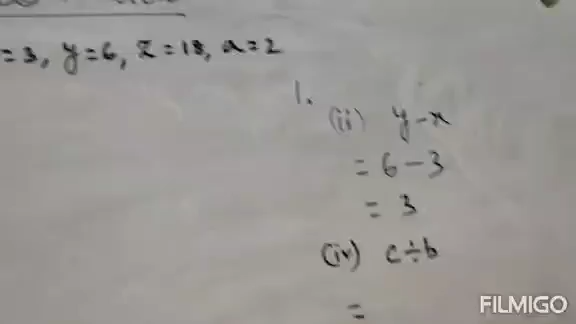 = 3, y = 6, z = 18, a = 2
1.
(ii) y - x
= 6 - 3
= 3
(iv) c ÷ b
=
FILMIGO